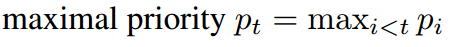 maximal priority $p_t = \max_{i<t} p_i$